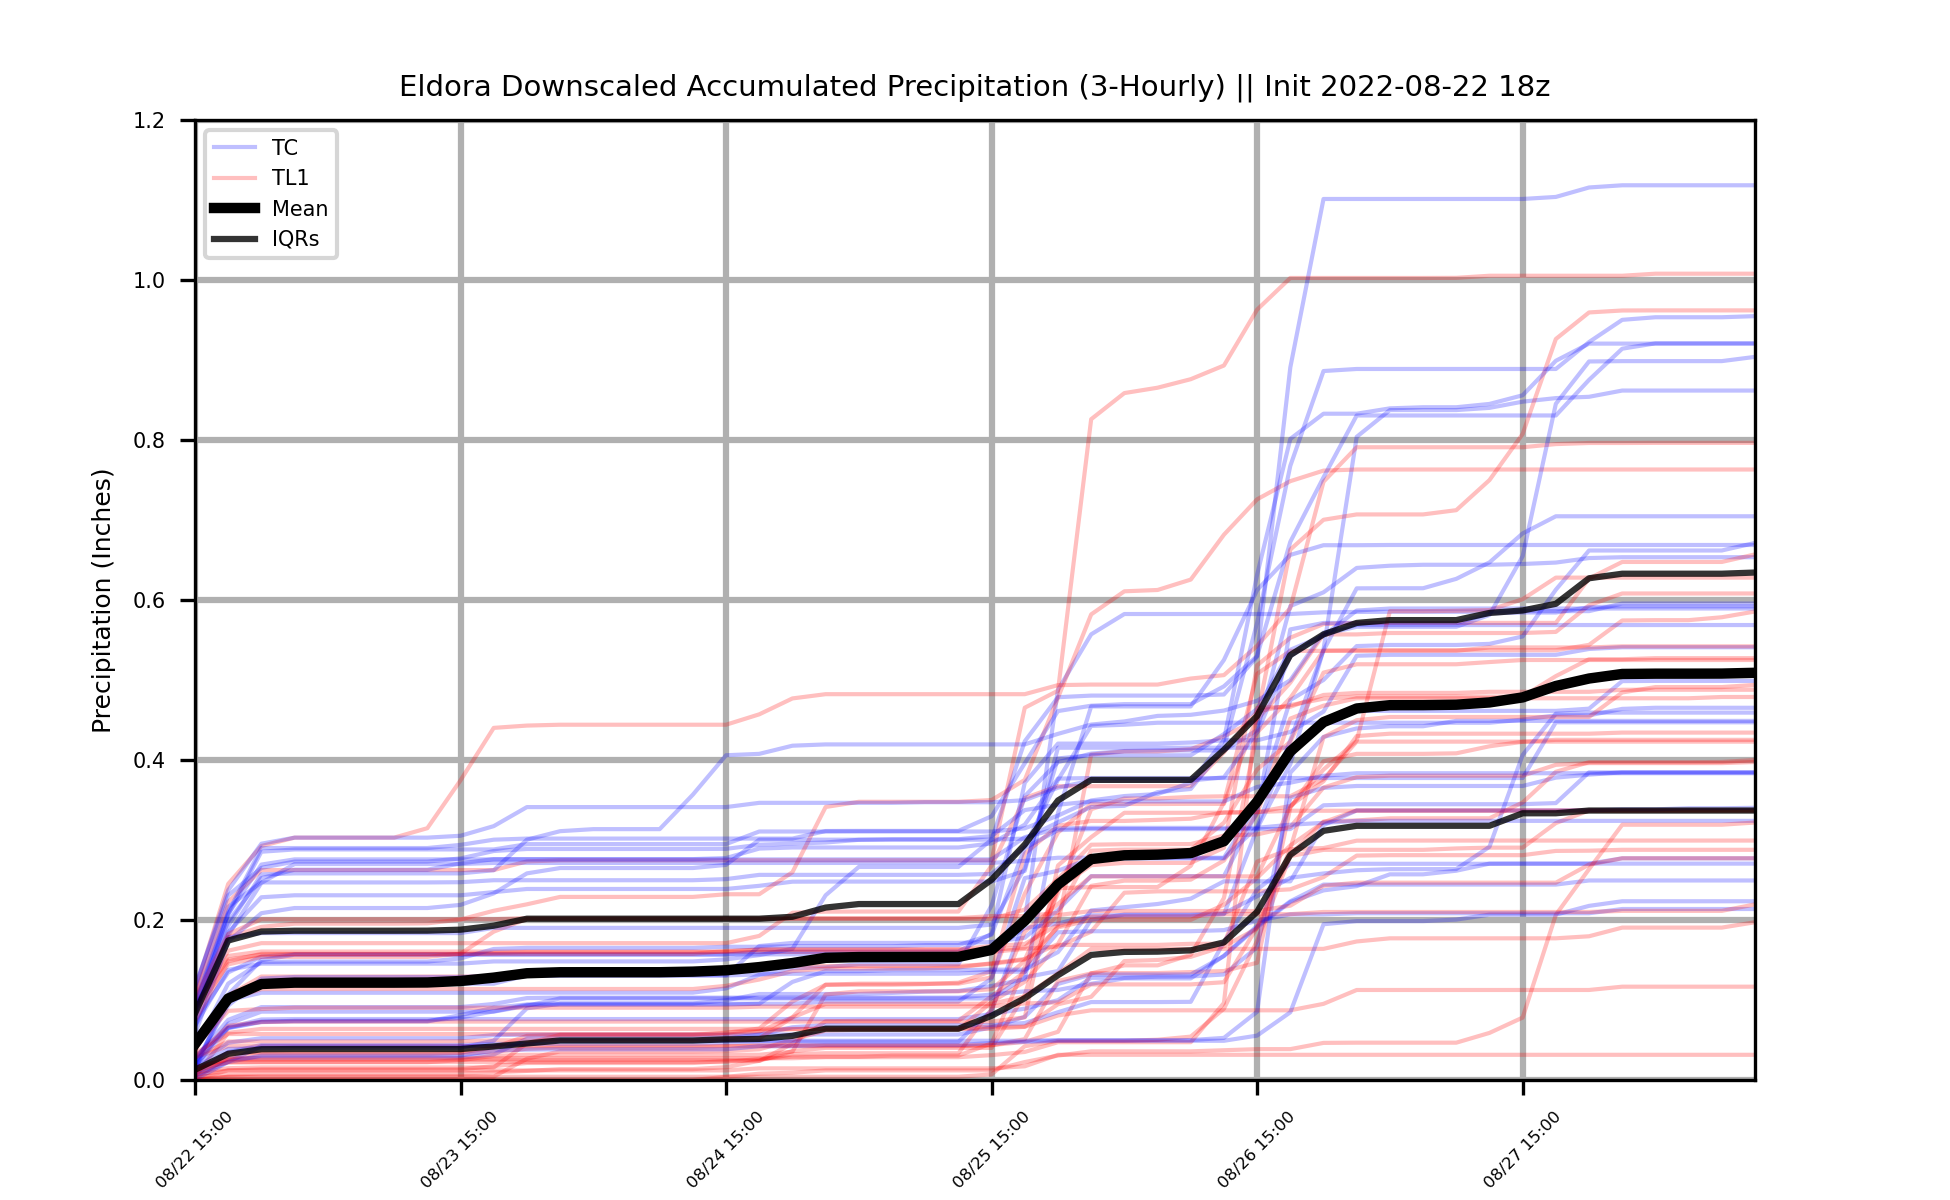 Eldora Downscaled Accumulated Precipitation (3-Hourly) || Init 2022-08-22 18z
TC
TL1
Mean
IQRs
Precipitation (Inches)
1.2
1.0
0.8
0.6
0.4
0.2
0.0
08/22 15:00
08/23 15:00
08/24 15:00
08/25 15:00
08/26 15:00
08/27 15:00